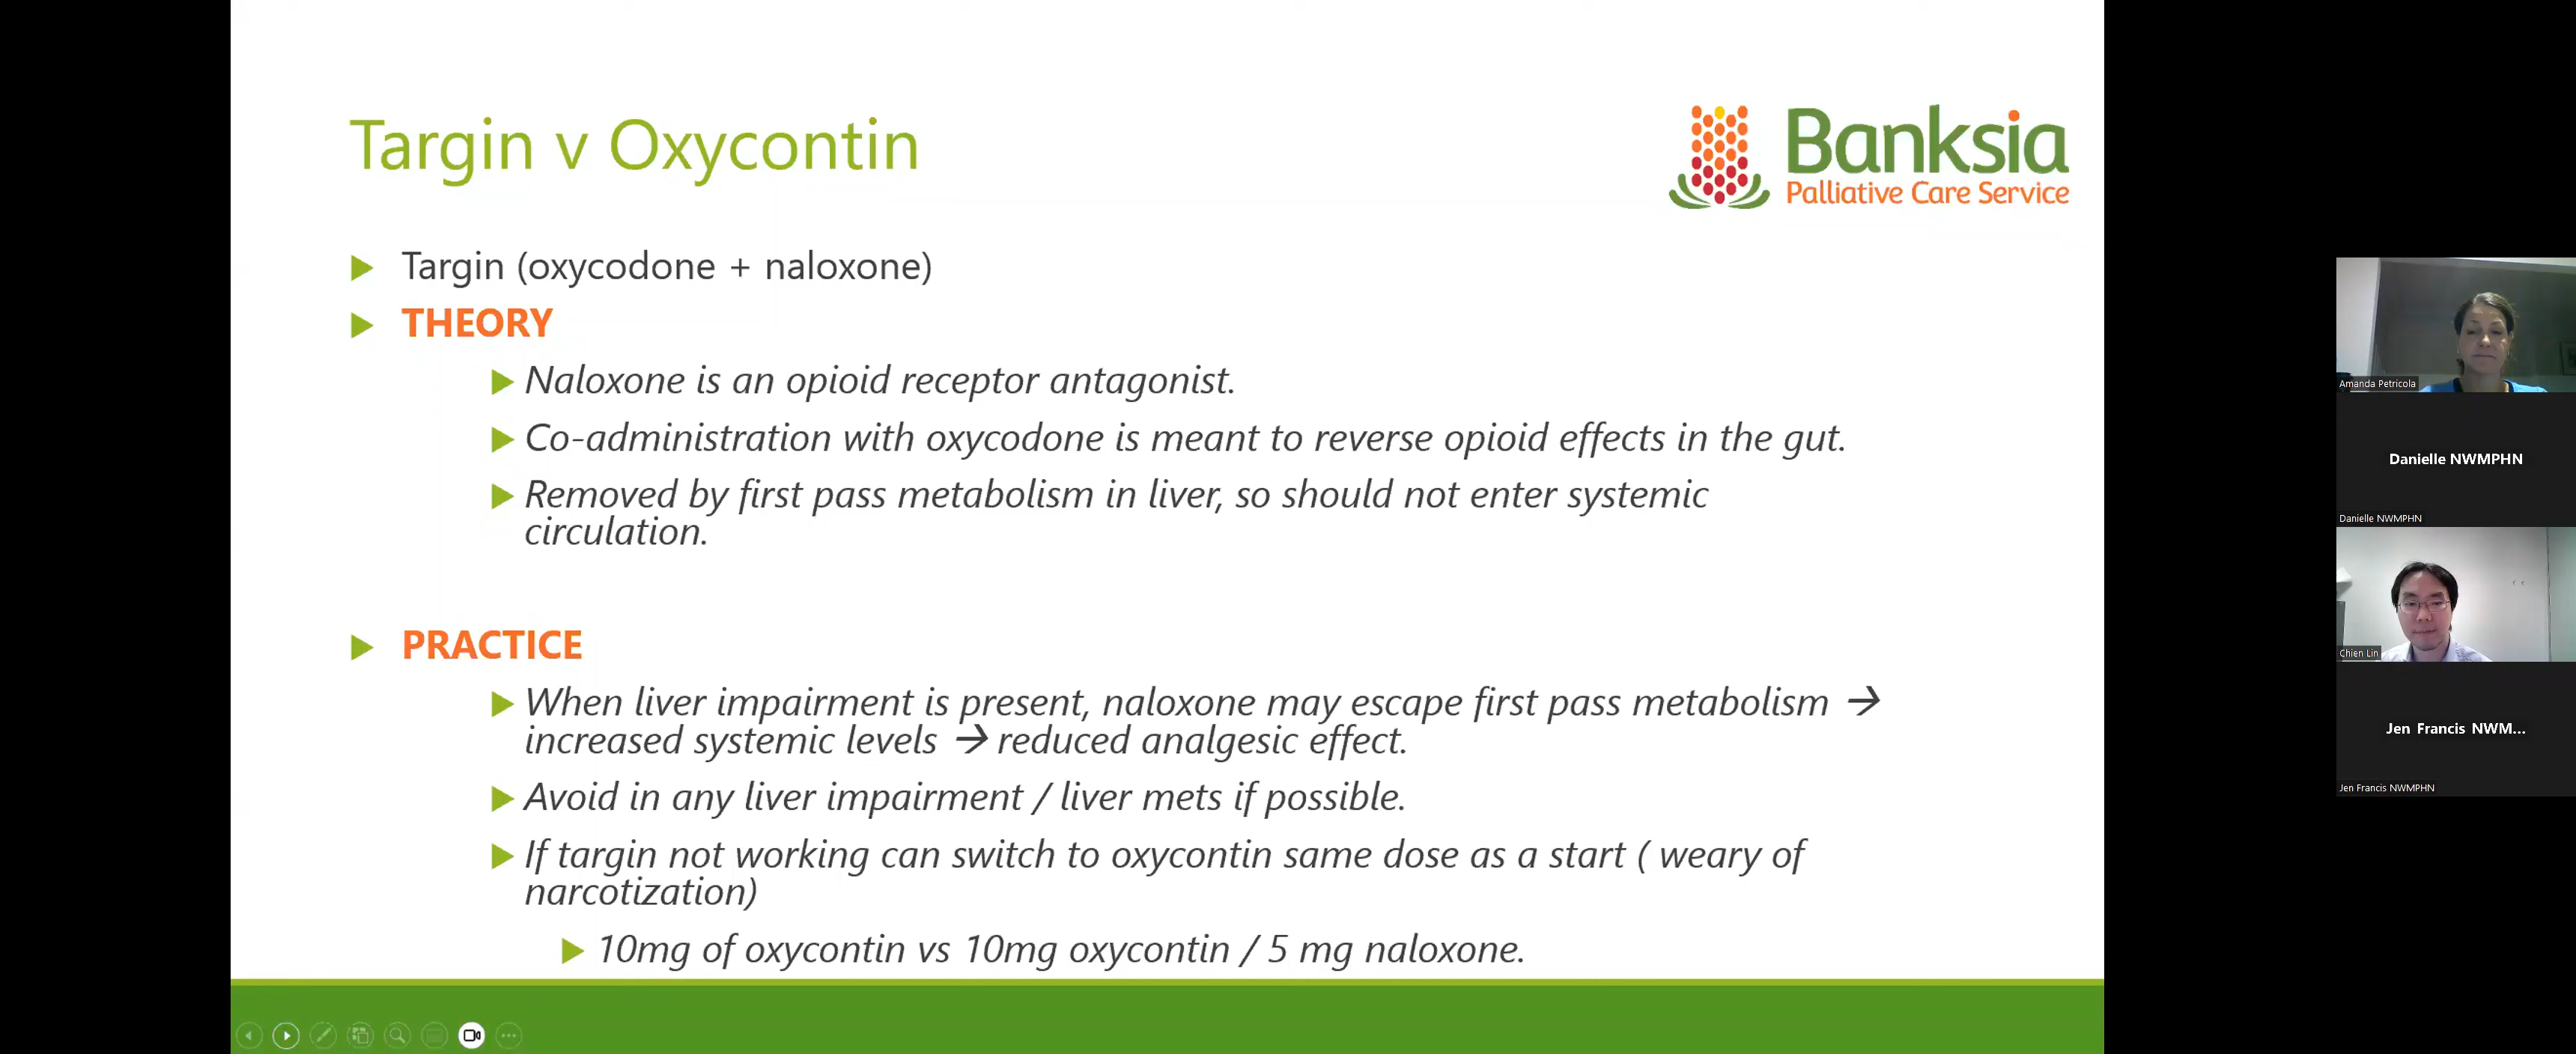 Targin v Oxycontin
Banksia
Palliative Care Service
Targin (oxycodone + naloxone)
THEORY
Naloxone is an opioid receptor antagonist.
Co-administration with oxycodone is meant to reverse opioid effects in the gut.
Removed by first pass metabolism in liver, so should not enter systemic
circulation.
PRACTICE
When liver impairment is present, naloxone may escape first pass metabolism →
increased systemic levels → reduced analgesic effect.
Avoid in any liver impairment / liver mets if possible.
If targin not working can switch to oxycontin same dose as a start ( weary of
narcotization)
10mg of oxycontin vs 10mg oxycontin / 5 mg naloxone.
Amanda Petricola
Danielle NWMPHN
Danielle NWMPHN
Chien Lin
Jen Francis NWM...
Jen Francis NWMPHN